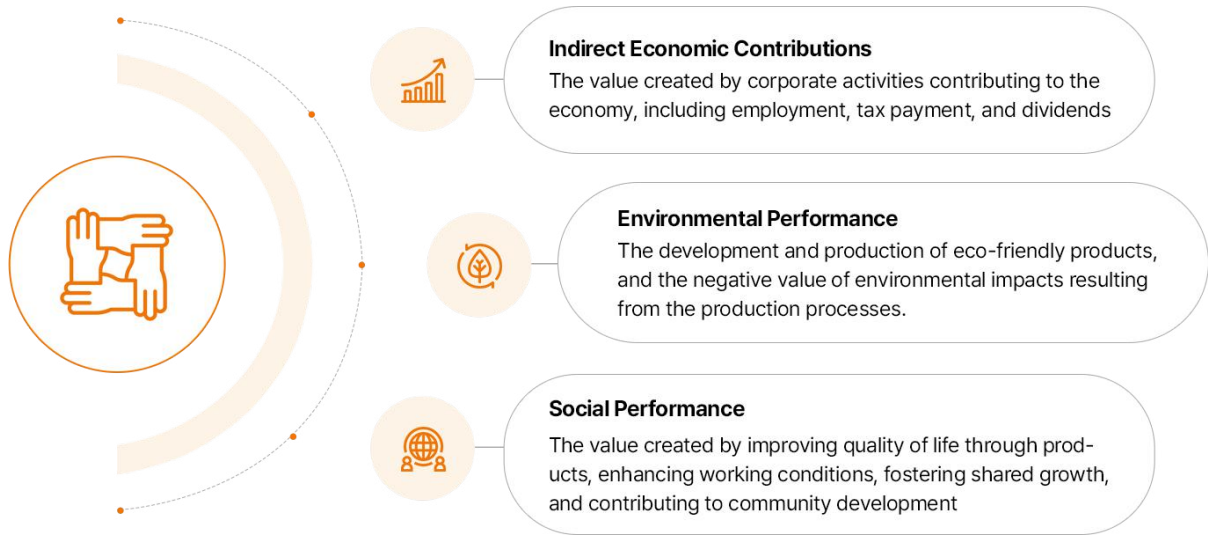 Indirect Economic Contributions
The value created by corporate activities contributing to the
economy, including employment, tax payment, and dividends
Environmental Performance
The development and production of eco-friendly products,
and the negative value of environmental impacts resulting
from the production processes.
Social Performance
The value created by improving quality of life through prod-
ucts, enhancing working conditions, fostering shared growth,
and contributing to community development